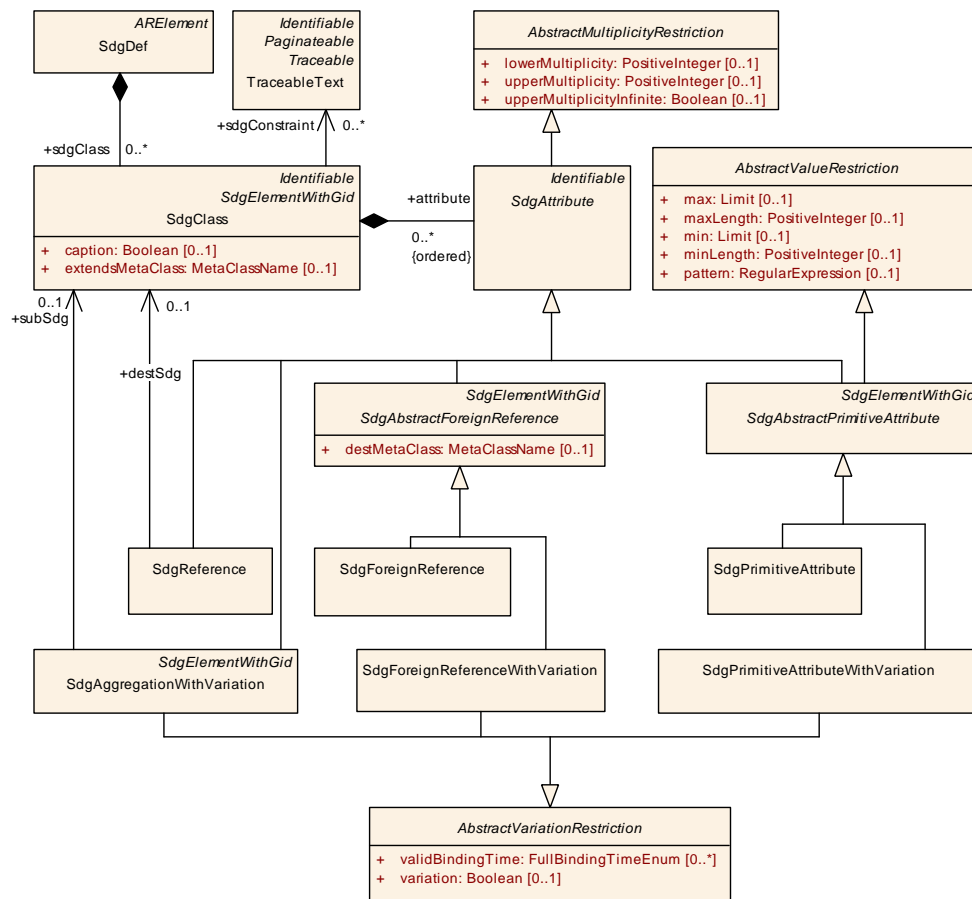 ARElement
SdgDef
Identifiable
Paginateable
Traceable
TraceableText
AbstractMultiplicityRestriction
+ lowerMultiplicity: PositiveInteger [0..1]
+ upperMultiplicity: PositiveInteger [0..1]
+ upperMultiplicityInfinite: Boolean [0..1]
+sdgClass
0..*
+sdgConstraint
0..*
Identifiable
SdgElementWithGid
SdgClass
+ caption: Boolean [0..1]
+ extendsMetaClass: MetaClassName [0..1]
+attribute
0..*
{ordered}
Identifiable
SdgAttribute
AbstractValueRestriction
+ max: Limit [0..1]
+ maxLength: PositiveInteger [0..1]
+ min: Limit [0..1]
+ minLength: PositiveInteger [0..1]
+ pattern: RegularExpression [0..1]
0..1
+subSdg
0..1
+destSdg
SdgElementWithGid
SdgAbstractForeignReference
+ destMetaClass: MetaClassName [0..1]
SdgElementWithGid
SdgAbstractPrimitiveAttribute
SdgReference
SdgForeignReference
SdgPrimitiveAttribute
SdgElementWithGid
SdgAggregationWithVariation
SdgForeignReferenceWithVariation
SdgPrimitiveAttributeWithVariation
AbstractVariationRestriction
+ validBindingTime: FullBindingTimeEnum [0..*]
+ variation: Boolean [0..1]